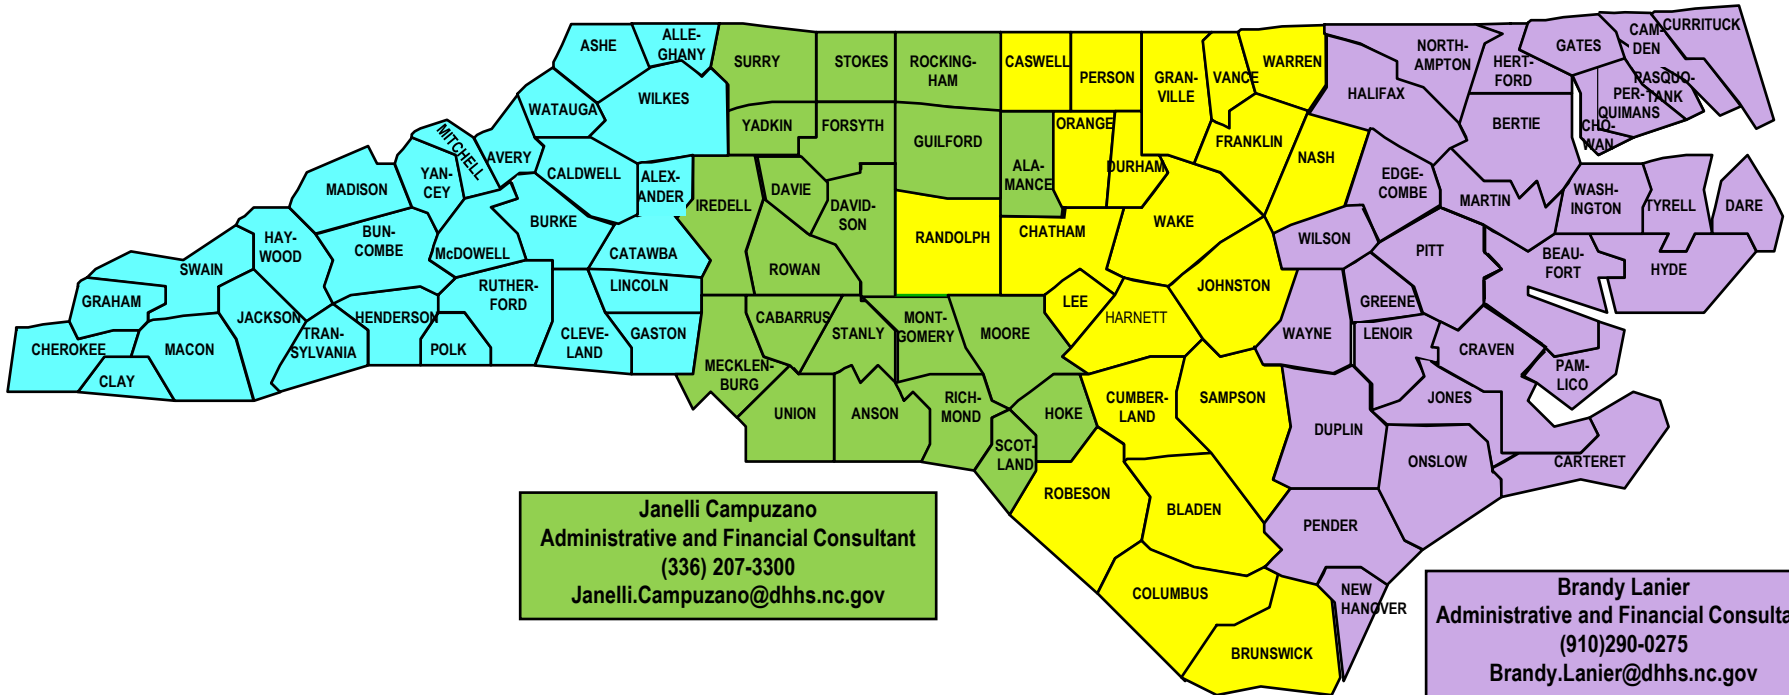 ASHE
ALLE-
GHANY
SURRY
STOKES
ROCKING-
HAM
CASWELL
PERSON
GRAN-
VILLE
VANCE
WARREN
NORTH-
AMPTON
HERT-
FORD
GATES
CAM-
DEN
CURRITUCK
WATAUGA
WILKES
YADKIN
FORSYTH
GUILFORD
ALA-
MANCE
ORANGE
DURHAM
FRANKLIN
NASH
HALIFAX
BERTIE
PASQUO-
TANK
PER-
QUIMANS
CHO-
WAN
MITCHELL
AVERY
CALDWELL
ALEX-
ANDER
IREDELL
DAVIE
DAVID-
SON
RANDOLPH
CHATHAM
WAKE
EDGE-
COMBE
MARTIN
WASH-
INGTON
TYRELL
DARE
MADISON
YAN-
CEY
BUN-
COMBE
McDOWELL
BURKE
CATAWBA
ROWAN
WILSON
PITT
BEAU-
FORT
HYDE
HAY-
WOOD
SWAIN
GRAHAM
RUTHER-
FORD
LINCOLN
LEE
HARNETT
JOHNSTON
GREENE
CHEROKEE
CLAY
MACON
JACKSON
TRAN-
SYLVANIA
HENDERSON
POLK
CLEVE-
LAND
GASTON
MECKLEN-
BURG
CABARRUS
STANLY
MONT-
GOMERY
MOORE
WAYNE
LENOIR
CRAVEN
PAM-
LICO
UNION
ANSON
RICH-
MOND
SCOT-
LAND
HOKE
CUMBER-
LAND
SAMPSON
DUPLIN
JONES
ONSLOW
CARTERET
ROBESON
BLADEN
PENDER
COLUMBUS
BRUNSWICK
NEW
HANOVER
Janelli Campuzano
Administrative and Financial Consultant
(336) 207-3300
Janelli.Campuzano@dhhs.nc.gov
Brandy Lanier
Administrative and Financial Consulta
(910)290-0275
Brandy.Lanier@dhhs.nc.gov